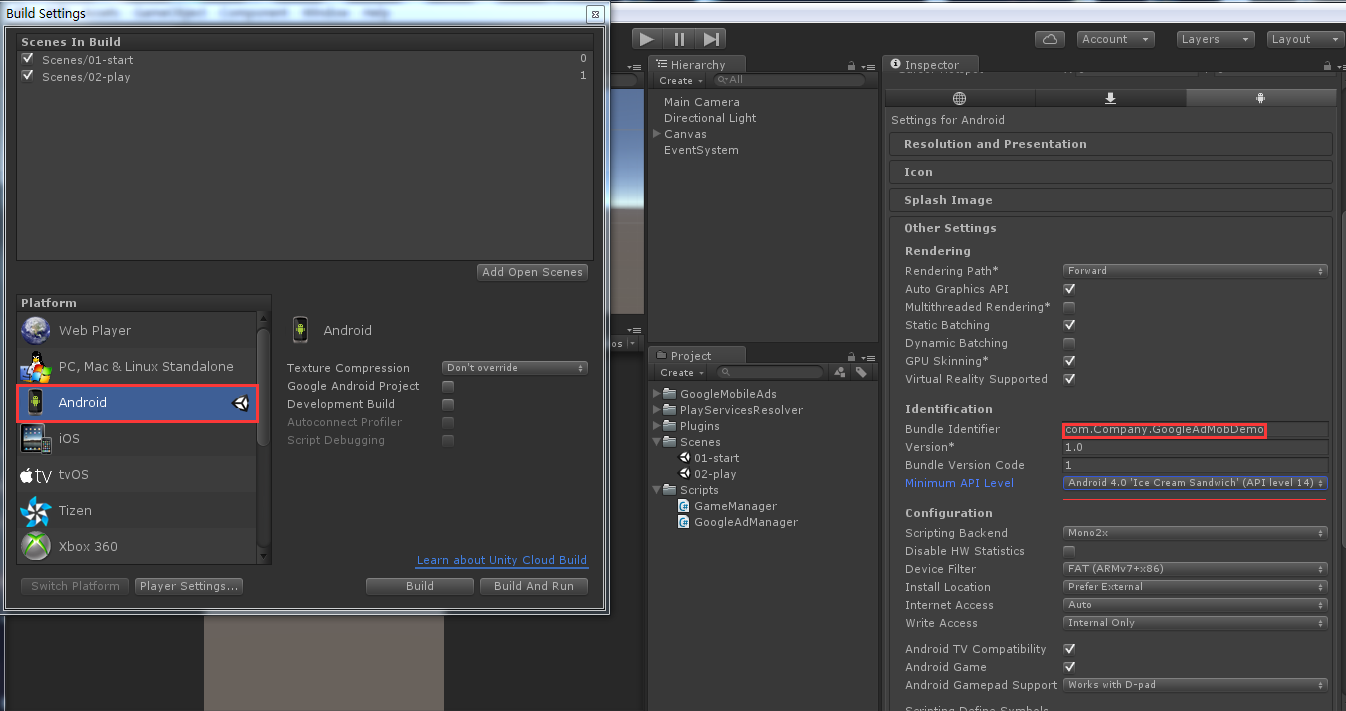 Build Settings
Scenes In Build
Scenes/01-start 0
Scenes/02-play 1
Add Open Scenes
Platform
Web Player
PC, Mac & Linux Standalone
Android
iOS
tvOS
Tizen
Xbox 360
Android
Texture Compression Don't override
Google Android Project
Development Build
Autoconnect Profiler
Script Debugging
Learn about Unity Cloud Build
Switch Platform
Player Settings...
Build
Build And Run
Account
Layers
Layout
Hierarchy
Create
All
Main Camera
Directional Light
Canvas
EventSystem
Project
Create
GoogleMobileAds
PlayServicesResolver
Plugins
Scenes
01-start
02-play
Scripts
GameManager
GoogleAdManager
Inspector
Settings for Android
Resolution and Presentation
Icon
Splash Image
Other Settings
Rendering
Rendering Path* Forward
Auto Graphics API
Multithreaded Rendering*
Static Batching
Dynamic Batching
GPU Skinning*
Virtual Reality Supported
Identification
Bundle Identifier com.Company.GoogleAdMobDemo
Version* 1.0
Bundle Version Code 1
Minimum API Level Android 4.0 'Ice Cream Sandwich' (API level 14)
Configuration
Scripting Backend Mono2x
Disable HW Statistics
Device Filter FAT (ARMv7+x86)
Install Location Prefer External
Internet Access Auto
Write Access Internal Only
Android TV Compatibility
Android Game
Android Gamepad Support Works with D-pad
Scripting Define Symbols